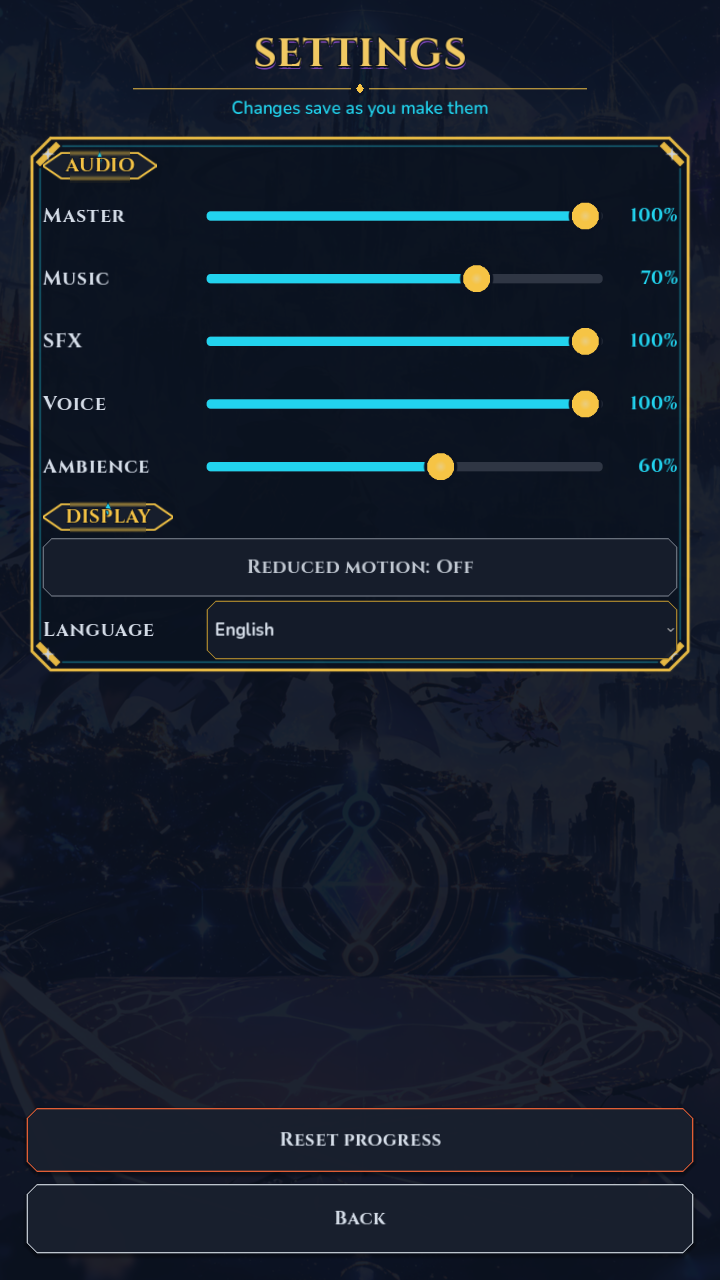 SETTINGS
Changes save as you make them
AUDIO
MASTER 100%
MUSIC 70%
SFX 100%
VOICE 100%
AMBIENCE 60%
DISPLAY
REDUCED MOTION: OFF
LANGUAGE English
RESET PROGRESS
BACK